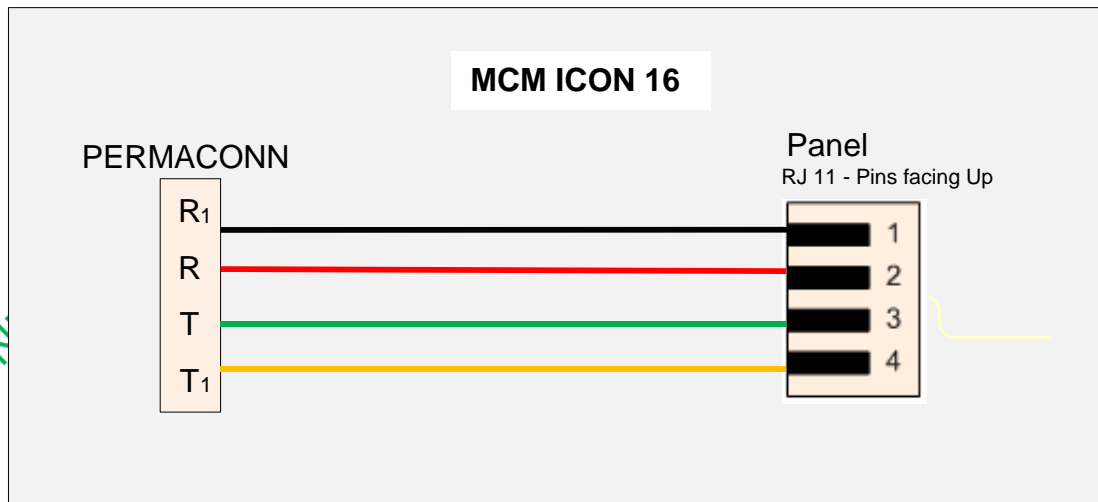 MCM ICON 16
PERMACONN
Panel
RJ 11 - Pins facing Up
R1
1
R
2
T
3
T1
4